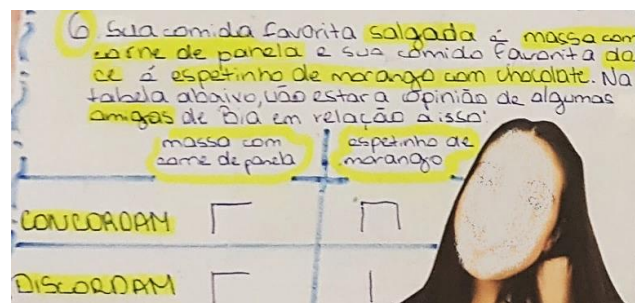 6 Sua comida favorita salgada é massa com
carne de panela e sua comida favorita do
ce é espetinho de morango com chocolate. Na
tabela abaixo, vão estar a opinião de algumas
amigas de Bia em relação a isso:
massa com espetinho de
carne de panela morango
CONCORDAM
DISCORDAM